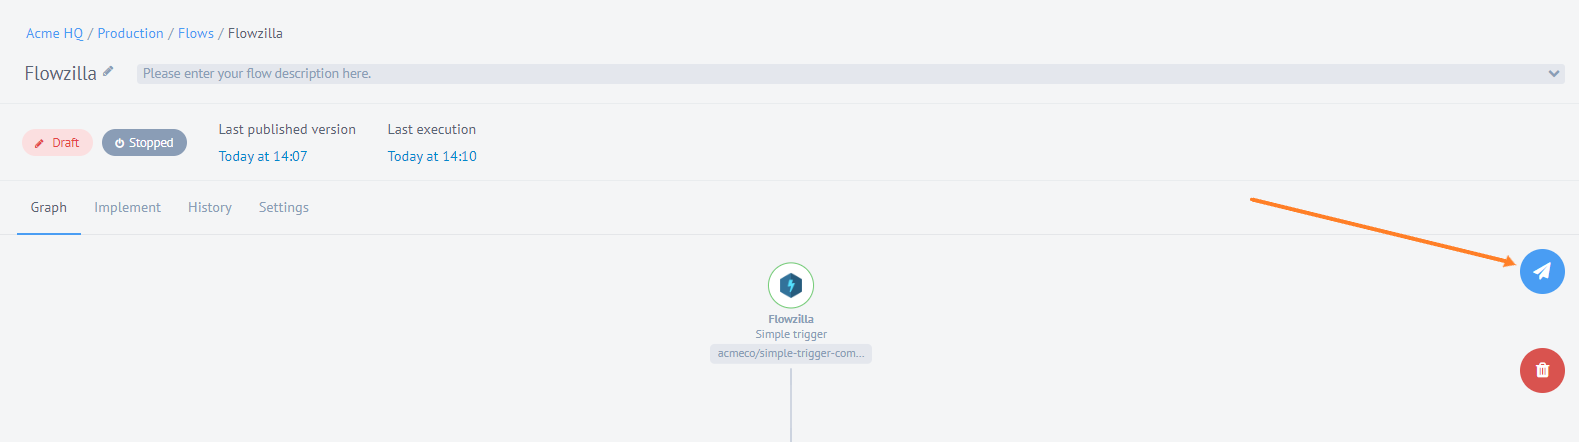 Acme HQ / Production / Flows / Flowzilla
Flowzilla Please enter your flow description here.
Draft Stopped Last published version Last execution
Today at 14:07 Today at 14:10
Graph Implement History Settings
Flowzilla
Simple trigger
acmeco/simple-trigger-com...